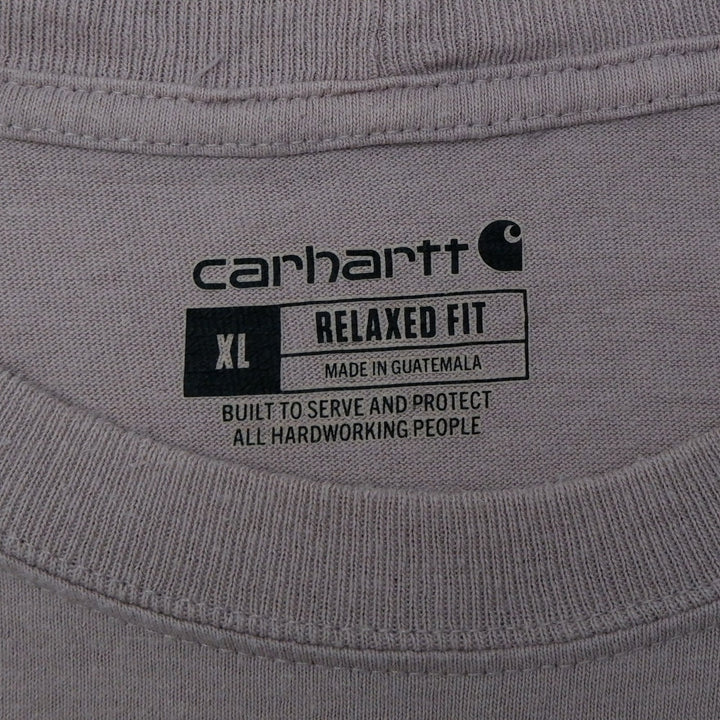 carhartt
XL
RELAXED FIT
MADE IN GUATEMALA
BUILT TO SERVE AND PROTECT
ALL HARDWORKING PEOPLE